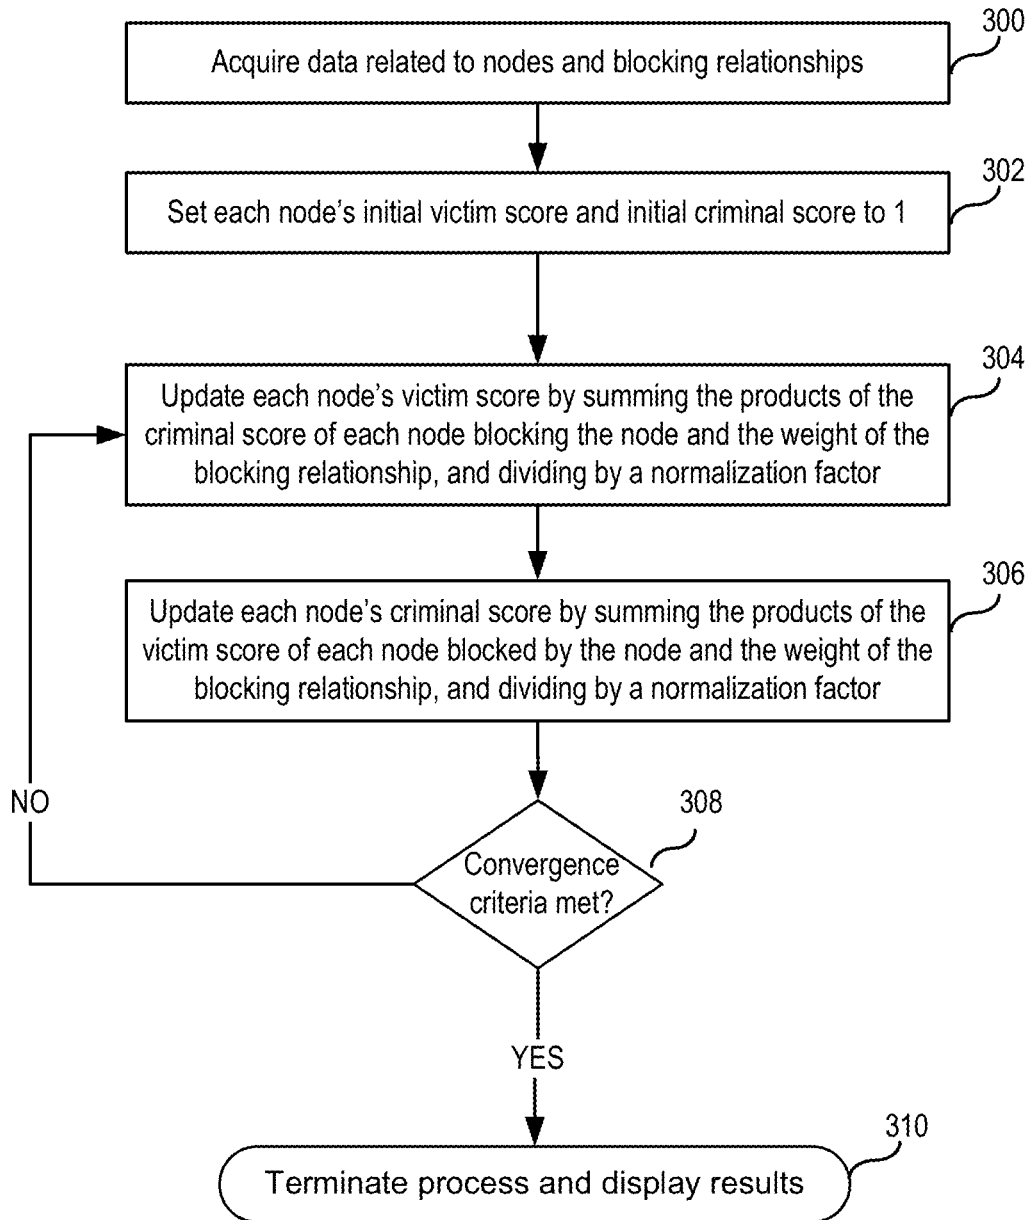 300
Acquire data related to nodes and blocking relationships
302
Set each node's initial victim score and initial criminal score to 1
304
Update each node's victim score by summing the products of the
criminal score of each node blocking the node and the weight of the
blocking relationship, and dividing by a normalization factor
306
Update each node's criminal score by summing the products of the
victim score of each node blocked by the node and the weight of the
blocking relationship, and dividing by a normalization factor
NO
308
Convergence
criteria met?
YES
310
Terminate process and display results